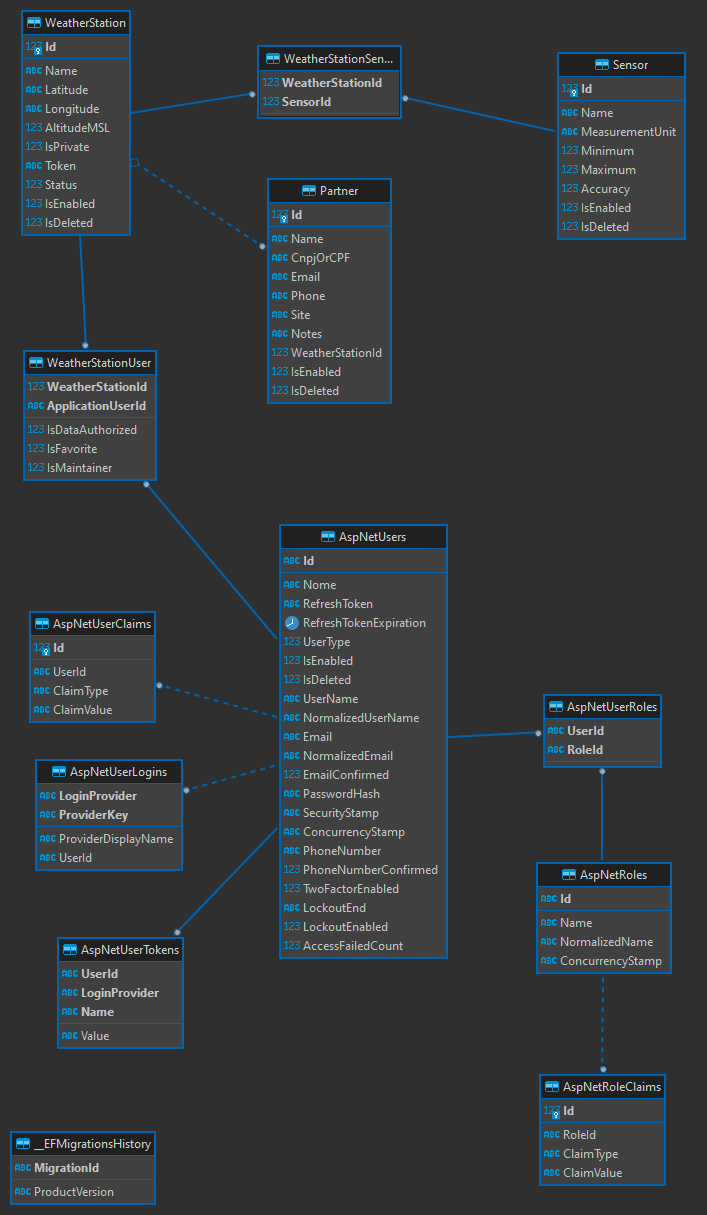 WeatherStation
123 Id
ABC Name
ABC Latitude
ABC Longitude
123 AltitudeMSL
123 IsPrivate
ABC Token
123 Status
123 IsEnabled
123 IsDeleted
WeatherStationSen...
123 WeatherStationId
123 SensorId
Sensor
123 Id
ABC Name
ABC MeasurementUnit
123 Minimum
123 Maximum
123 Accuracy
123 IsEnabled
123 IsDeleted
Partner
123 Id
ABC Name
ABC CnpjOrCPF
ABC Email
ABC Phone
ABC Site
ABC Notes
123 WeatherStationId
123 IsEnabled
123 IsDeleted
WeatherStationUser
123 WeatherStationId
ABC ApplicationUserId
123 IsDataAuthorized
123 IsFavorite
123 IsMaintainer
AspNetUsers
ABC Id
ABC Nome
ABC RefreshToken
RefreshTokenExpiration
123 UserType
123 IsEnabled
123 IsDeleted
ABC UserName
ABC NormalizedUserName
ABC Email
ABC NormalizedEmail
123 EmailConfirmed
ABC PasswordHash
ABC SecurityStamp
ABC ConcurrencyStamp
ABC PhoneNumber
123 PhoneNumberConfirmed
123 TwoFactorEnabled
ABC LockoutEnd
123 LockoutEnabled
123 AccessFailedCount
AspNetUserClaims
123 Id
ABC UserId
ABC ClaimType
ABC ClaimValue
AspNetUserLogins
ABC LoginProvider
ABC ProviderKey
ABC ProviderDisplayName
ABC UserId
AspNetUserTokens
ABC UserId
ABC LoginProvider
ABC Name
ABC Value
AspNetUserRoles
ABC UserId
ABC RoleId
AspNetRoles
ABC Id
ABC Name
ABC NormalizedName
ABC ConcurrencyStamp
AspNetRoleClaims
123 Id
ABC RoleId
ABC ClaimType
ABC ClaimValue
__EFMigrationsHistory
ABC MigrationId
ABC ProductVersion